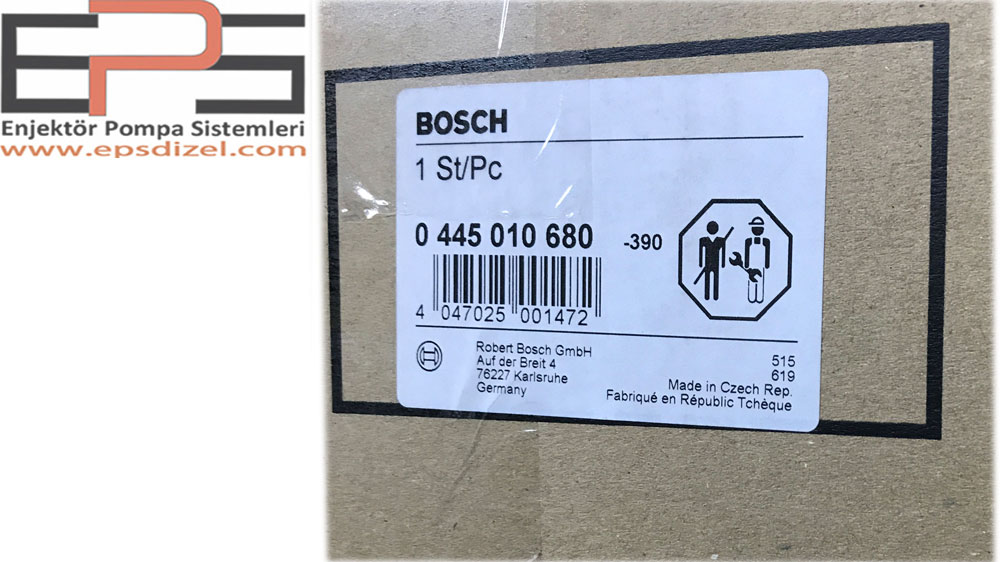 EPS
Enjektör Pompa Sistemleri
www.epsdizel.com
BOSCH
1 St/Pc
0 445 010 680
-390
4 047025 001472
Robert Bosch GmbH
Auf der Breit 4
76227 Karlsruhe
Germany
515
619
Made in Czech Rep.
Fabriqué en Républic Tchèque